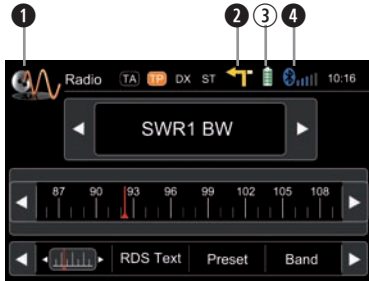 1 2 3 4
Radio TA TP DX ST 10:16
SWR1 BW
87 90 93 96 99 102 105 108
RDS Text Preset Band